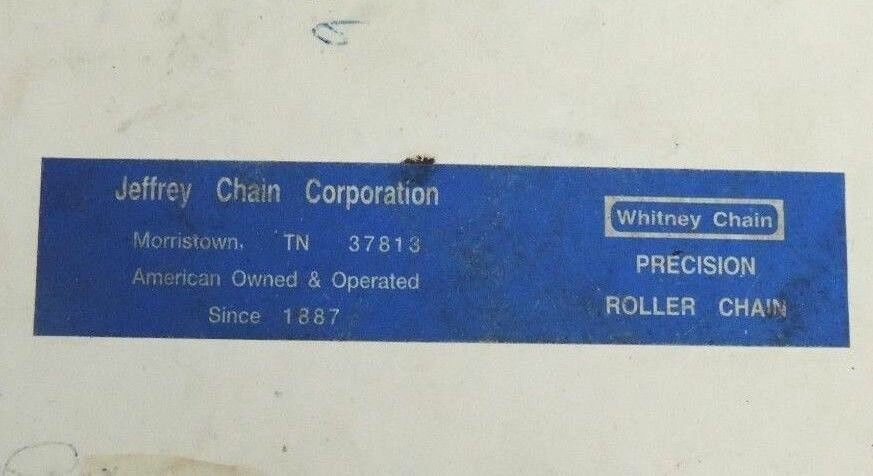 Jeffrey Chain Corporation
Morristown, TN 37813
American Owned & Operated
Since 1887
Whitney Chain
PRECISION
ROLLER CHAIN